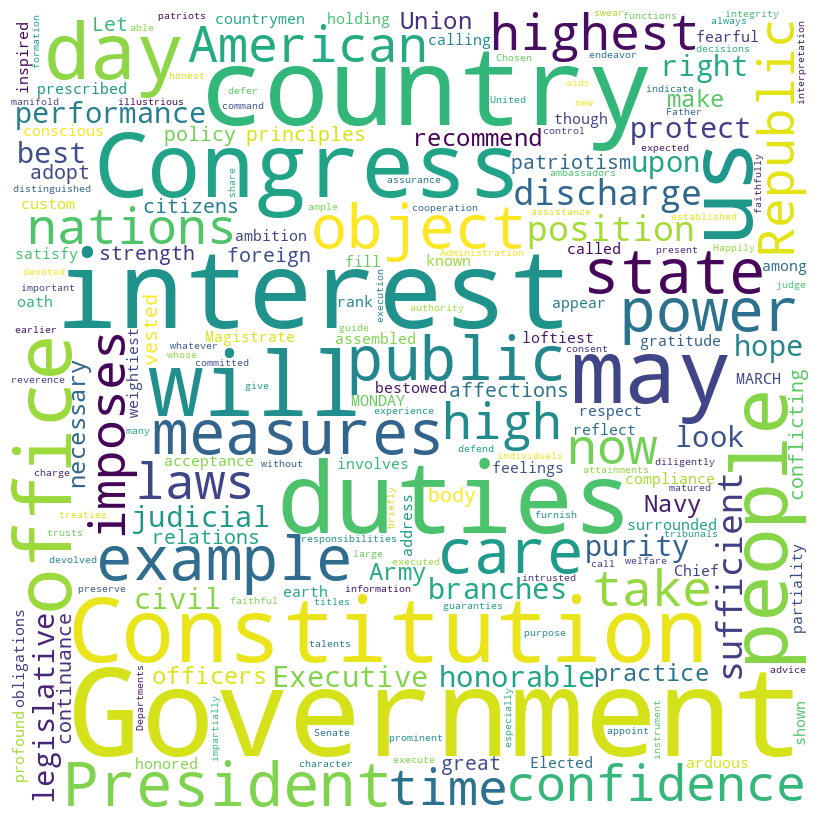 inspired
formation
day
Let
able
patriots
countrymen
American
holding
Union
calling
highest
Chosen
swear
functions
endeavor
always
integrity
decisions
right
fearful
Republic
interpretation
manifold
prescribed
illustrious
honest
command
country
defer
aids
United
new
control
though
indicate
Father
make
performance
conscious
policy
principles
recommend
expected
protect
us
faithfully
best
adopt
distinguished
custom
Congress
share
assurance
ample
cooperation
patriotism
ambassadors
upon
discharge
assistance
established
nations
citizens
object
position
present
Happily
satisfy
strength
ambition
foreign
fill
known
Administration
called
state
among
judge
devoted
important
oath
interest
execution
rank
appear
power
earlier
reverence
office
imposes
weightiest
vested
Magistrate
whatever
whose
committed
authority
guide
assembled
public
loftiest
consent
gratitude
hope
necessary
will
give
bestowed
affections
may
MARCH
people
conflicting
many
MONDAY
experience
defend
high
respect
reflect
look
measures
now
charge
laws
acceptance
without
involves
briefly
feelings
individuals
attainments
diligently
compliance
body
furnish
matured
Navy
treaties
trusts
judicial
relations
duties
address
responsibilities
executed
large
surrounded
tribunals
sufficient
devolved
example
care
purity
call
welfare
Chief
partiality
preserve
earth
Army
information
intrusted
branches
take
obligations
legislative
continuance
civil
faithful
titles
guaranties
Constitution
talents
purpose
profound
Departments
officers
impartially
Executive
honorable
especially
practice
instrument
advice
shown
Government
Senate
prominent
appoint
honored
character
execute
great
Elected
arduous
President
time
confidence